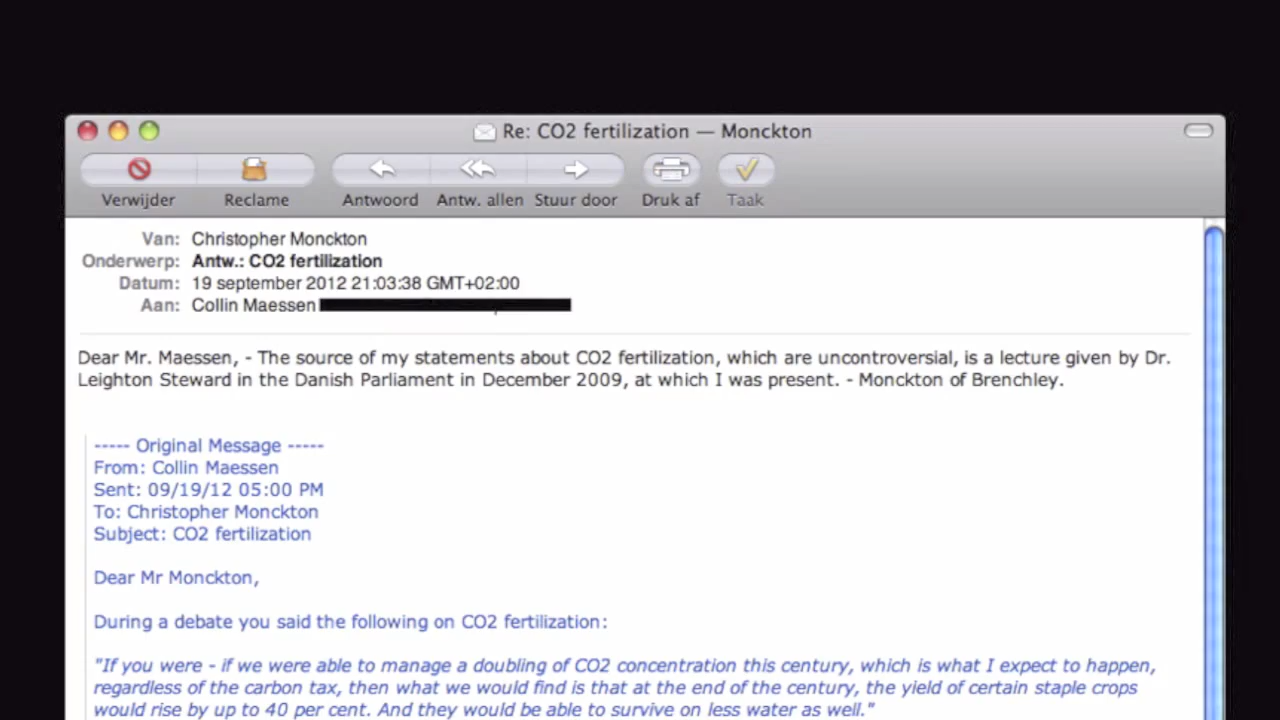 Re: CO2 fertilization — Monckton
Verwijder Reclame Antwoord Antw. allen Stuur door Druk af Taak
Van: Christopher Monckton
Onderwerp: Antw.: CO2 fertilization
Datum: 19 september 2012 21:03:38 GMT+02:00
Aan: Collin Maessen
Dear Mr. Maessen, - The source of my statements about CO2 fertilization, which are uncontroversial, is a lecture given by Dr.
Leighton Steward in the Danish Parliament in December 2009, at which I was present. - Monckton of Brenchley.
----- Original Message -----
From: Collin Maessen
Sent: 09/19/12 05:00 PM
To: Christopher Monckton
Subject: CO2 fertilization
Dear Mr Monckton,
During a debate you said the following on CO2 fertilization:
"If you were - if we were able to manage a doubling of CO2 concentration this century, which is what I expect to happen,
regardless of the carbon tax, then what we would find is that at the end of the century, the yield of certain staple crops
would rise by up to 40 per cent. And they would be able to survive on less water as well."